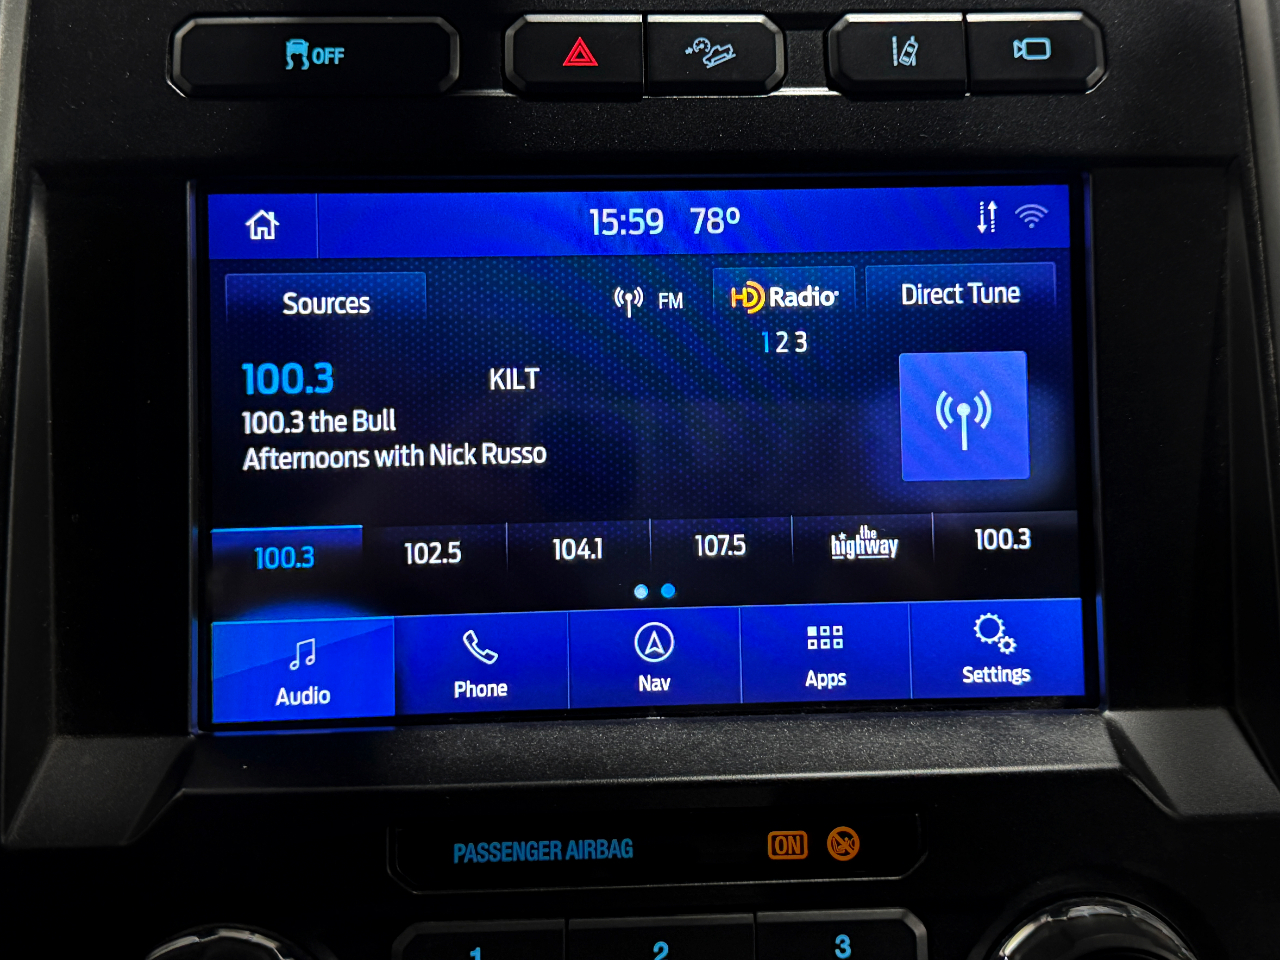 OFF
15:59 78°
Sources
FM
HD Radio
Direct Tune
1 2 3
100.3 KILT
100.3 the Bull
Afternoons with Nick Russo
100.3 102.5 104.1 107.5 the highway 100.3
Audio Phone Nav Apps Settings
PASSENGER AIRBAG ON
1 2 3